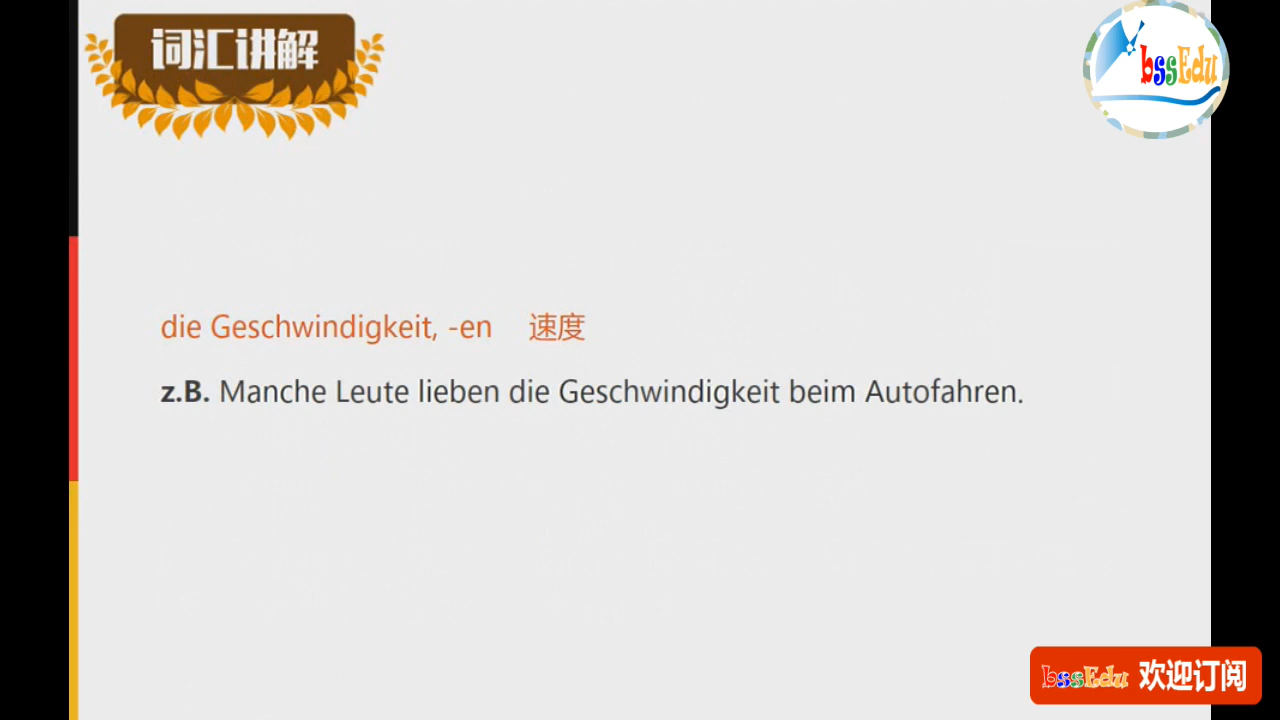 词汇讲解
bssEdu
die Geschwindigkeit, -en 速度
z.B. Manche Leute lieben die Geschwindigkeit beim Autofahren.
bssEdu 欢迎订阅